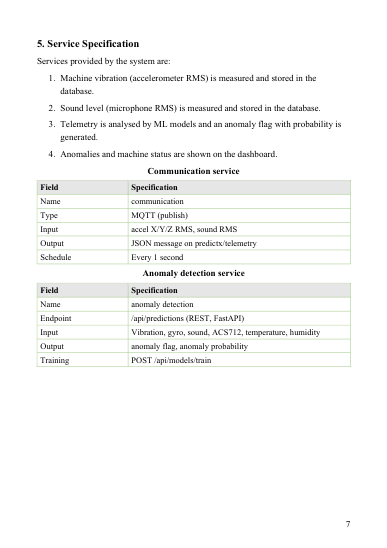 5. Service Specification
Services provided by the system are:
1. Machine vibration (accelerometer RMS) is measured and stored in the
database.
2. Sound level (microphone RMS) is measured and stored in the database.
3. Telemetry is analysed by ML models and an anomaly flag with probability is
generated.
4. Anomalies and machine status are shown on the dashboard.
Communication service
Field Specification
Name communication
Type MQTT (publish)
Input accel X/Y/Z RMS, sound RMS
Output JSON message on predictx/telemetry
Schedule Every 1 second
Anomaly detection service
Field Specification
Name anomaly detection
Endpoint /api/predictions (REST, FastAPI)
Input Vibration, gyro, sound, ACS712, temperature, humidity
Output anomaly flag, anomaly probability
Training POST /api/models/train
7